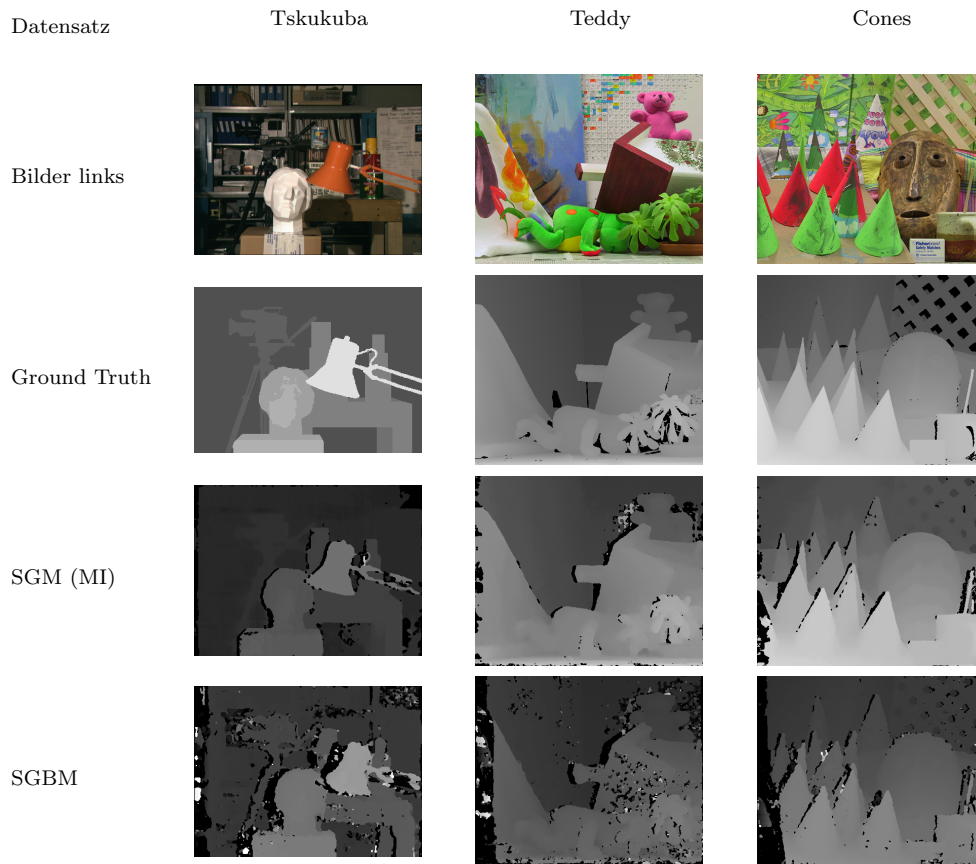 Datensatz Tskukuba Teddy Cones
Bilder links
Ground Truth
SGM (MI)
SGBM